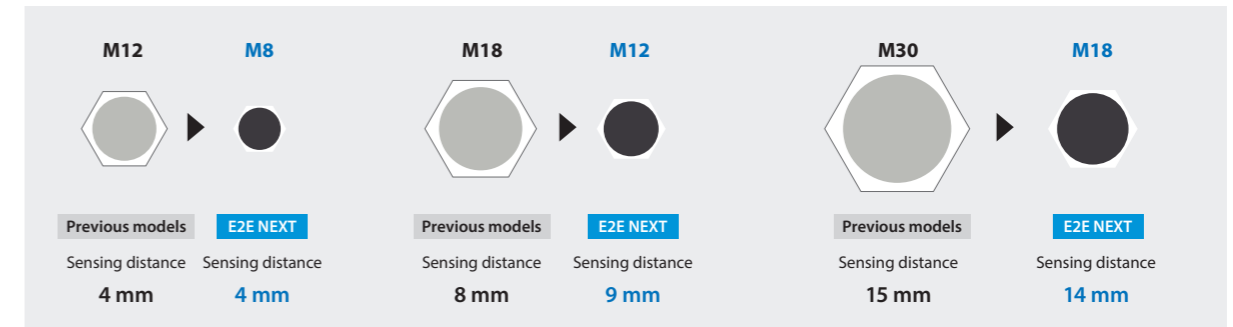 M12 M8 M18 M12 M30 M18
Previous models E2E NEXT Previous models E2E NEXT Previous models E2E NEXT
Sensing distance Sensing distance Sensing distance Sensing distance Sensing distance Sensing distance
4 mm 4 mm 8 mm 9 mm 15 mm 14 mm